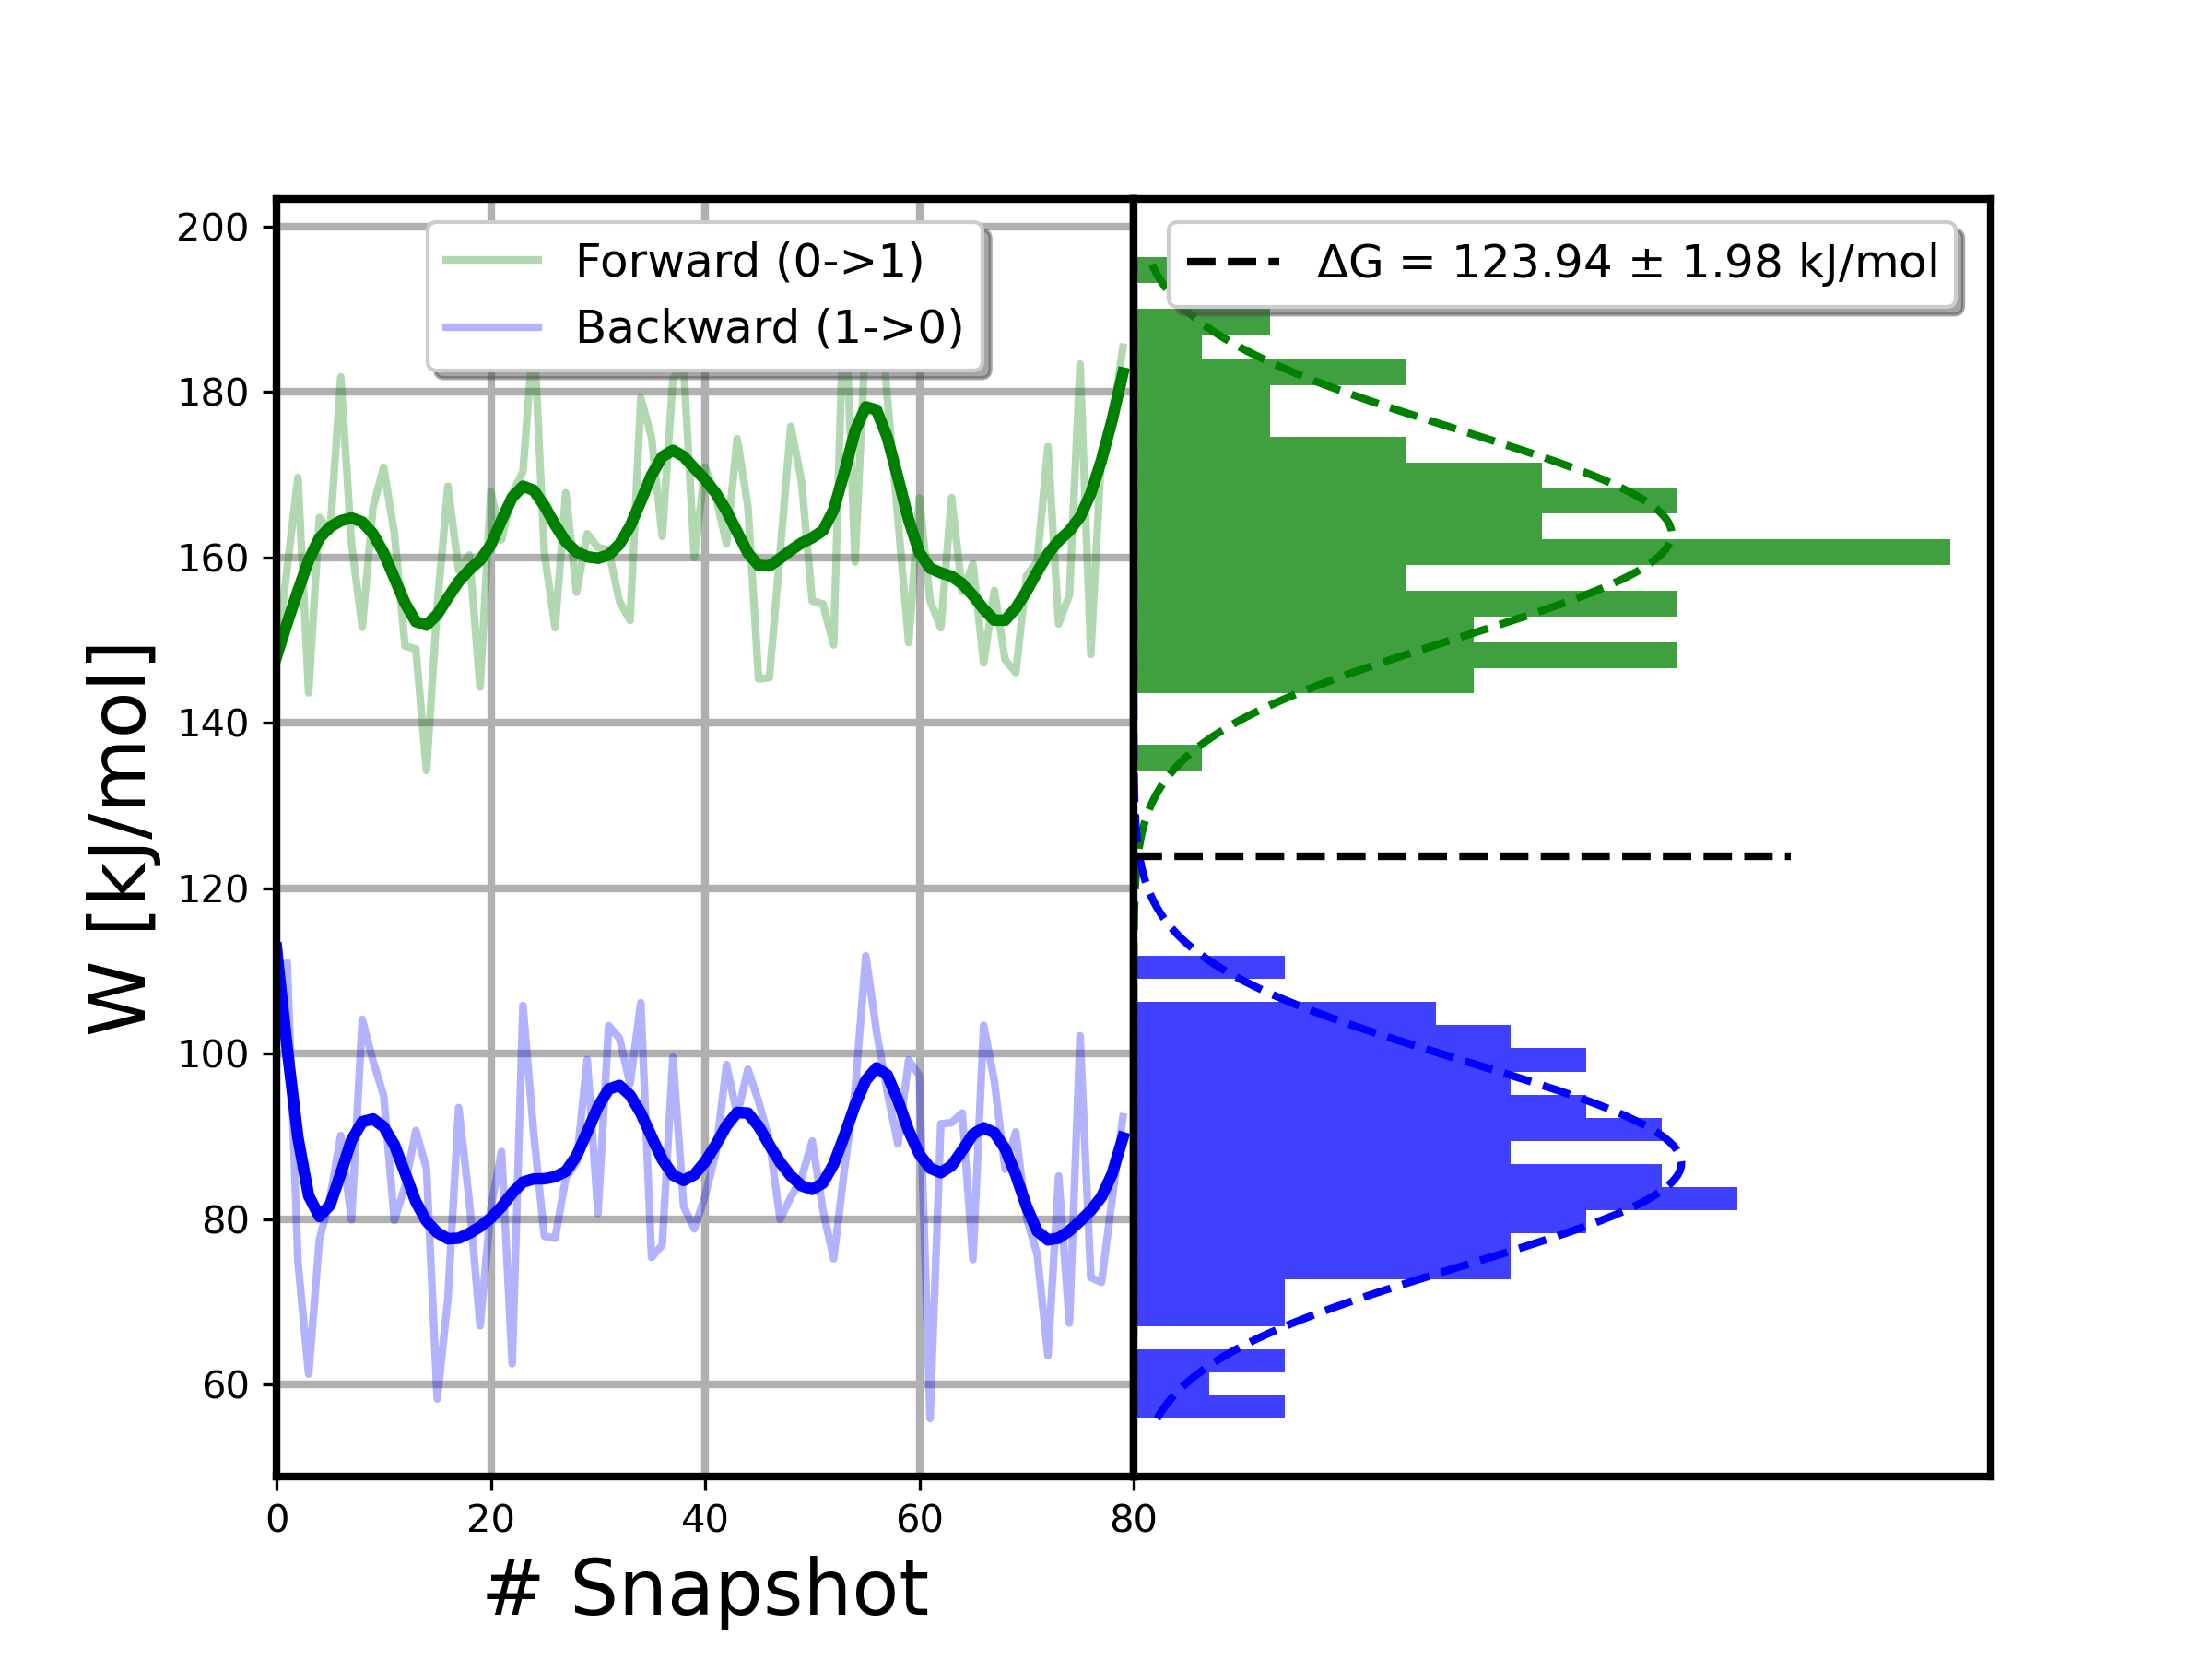 Forward (0->1)
Backward (1->0)
ΔG = 123.94 ± 1.98 kJ/mol
W [kJ/mol]
200
180
160
140
120
100
80
60
0 20 40 60 80
# Snapshot